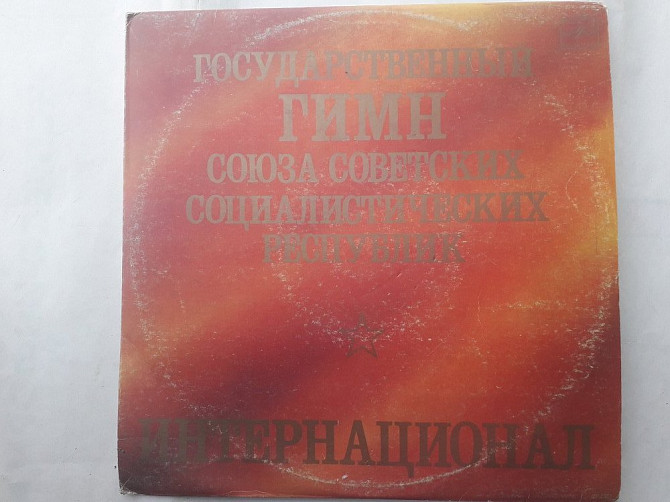 ГОСУДАРСТВЕННЫЙ
ГИМН
СОЮЗА СОВЕТСКИХ
СОЦИАЛИСТИЧЕСКИХ
РЕСПУБЛИК
ИНТЕРНАЦИОНАЛ